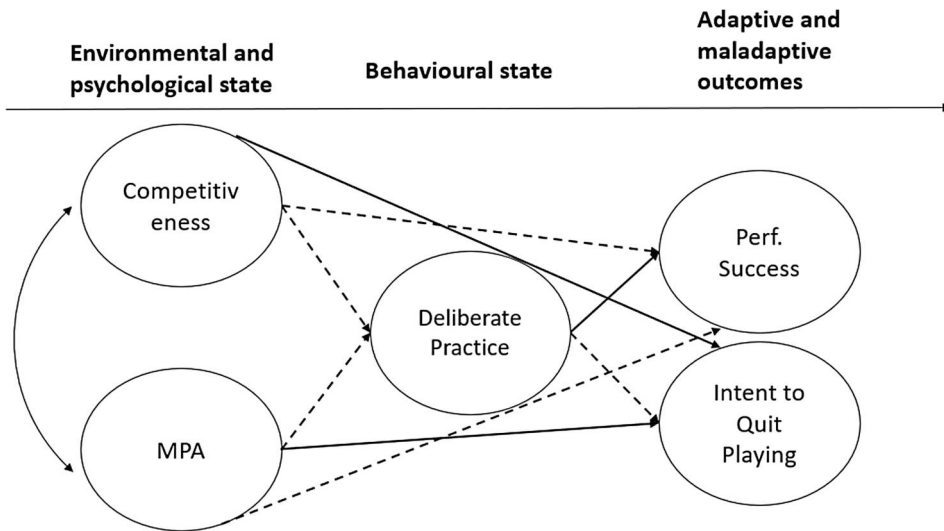 Environmental and
psychological state
Behavioural state
Adaptive and
maladaptive
outcomes
Competitiv
eness
Perf.
Success
Deliberate
Practice
MPA
Intent to
Quit
Playing